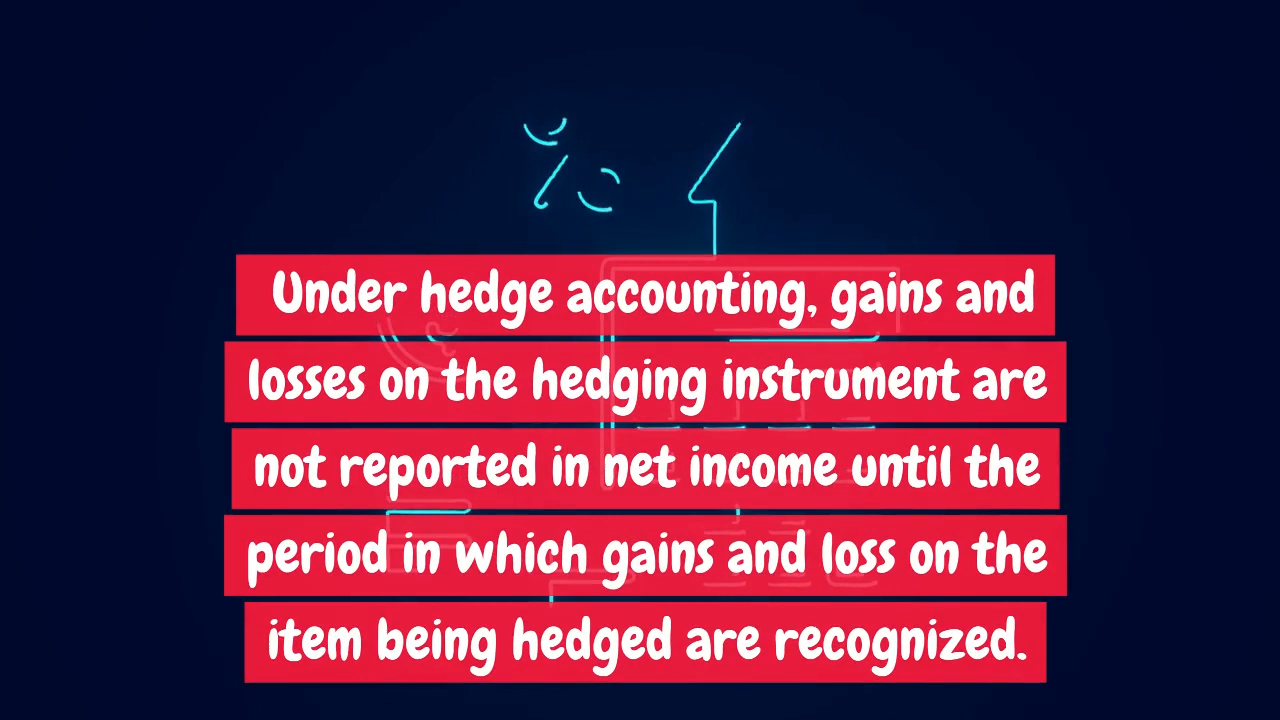 Under hedge accounting, gains and
losses on the hedging instrument are
not reported in net income until the
period in which gains and loss on the
item being hedged are recognized.